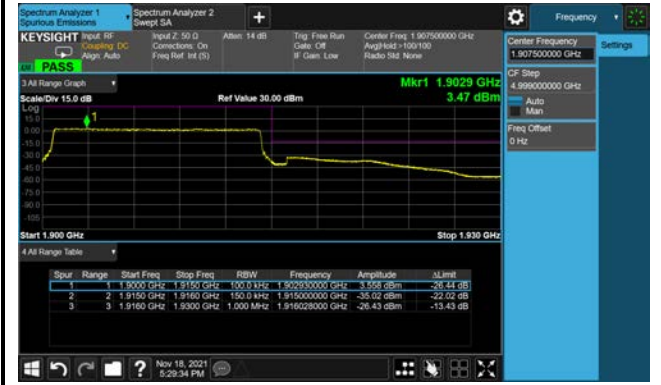 Spectrum Analyzer 1
Spurious Emissions
Spectrum Analyzer 2
Swept SA
+
Frequency
KEYSIGHT
Input: RF
Coupling: DC
Align: Auto
Input Z: 50 Ω
Corrections: On
Freq Ref: Int (S)
Atten: 14 dB
Trig: Free Run
Gate: Off
IF Gain: Low
Center Freq: 1.907500000 GHz
Avg|Hold:>100/100
Radio Std: None
PASS
Center Frequency
1.907500000 GHz
Settings
CF Step
4.999000000 GHz
Auto
Man
Freq Offset
0 Hz
3 All Range Graph
Mkr1 1.9029 GHz
3.47 dBm
Scale/Div 15.0 dB
Ref Value 30.00 dBm
Log
15.0
0.00
-15.0
-30.0
-45.0
-60.0
-75.0
-90.0
-105
1
Start 1.900 GHz
Stop 1.930 GHz
4 All Range Table
Spur Range Start Freq Stop Freq RBW Frequency Amplitude ΔLimit
1 1 1.9000 GHz 1.9150 GHz 100.0 kHz 1.902930000 GHz 3.558 dBm -26.44 dB
2 2 1.9150 GHz 1.9160 GHz 150.0 kHz 1.915000000 GHz -35.02 dBm -22.02 dB
3 3 1.9160 GHz 1.9300 GHz 1.000 MHz 1.916028000 GHz -26.43 dBm -13.43 dB
?
Nov 18, 2021
5:29:34 PM